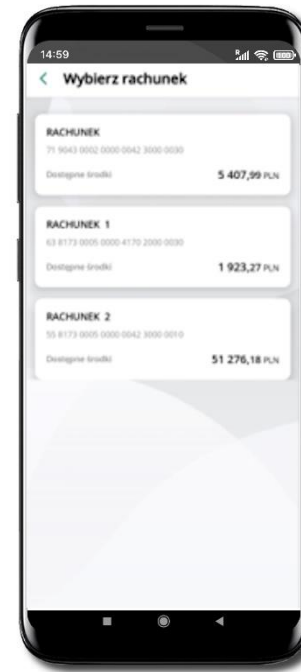 14:59
Wybierz rachunek
RACHUNEK
71 9043 0002 0000 0042 3000 0030
Dostępne środki 5 407,99 PLN
RACHUNEK 1
63 8173 0005 0000 4170 2000 0030
Dostępne środki 1 923,27 PLN
RACHUNEK 2
55 8173 0005 0000 0042 3000 0010
Dostępne środki 51 276,18 PLN